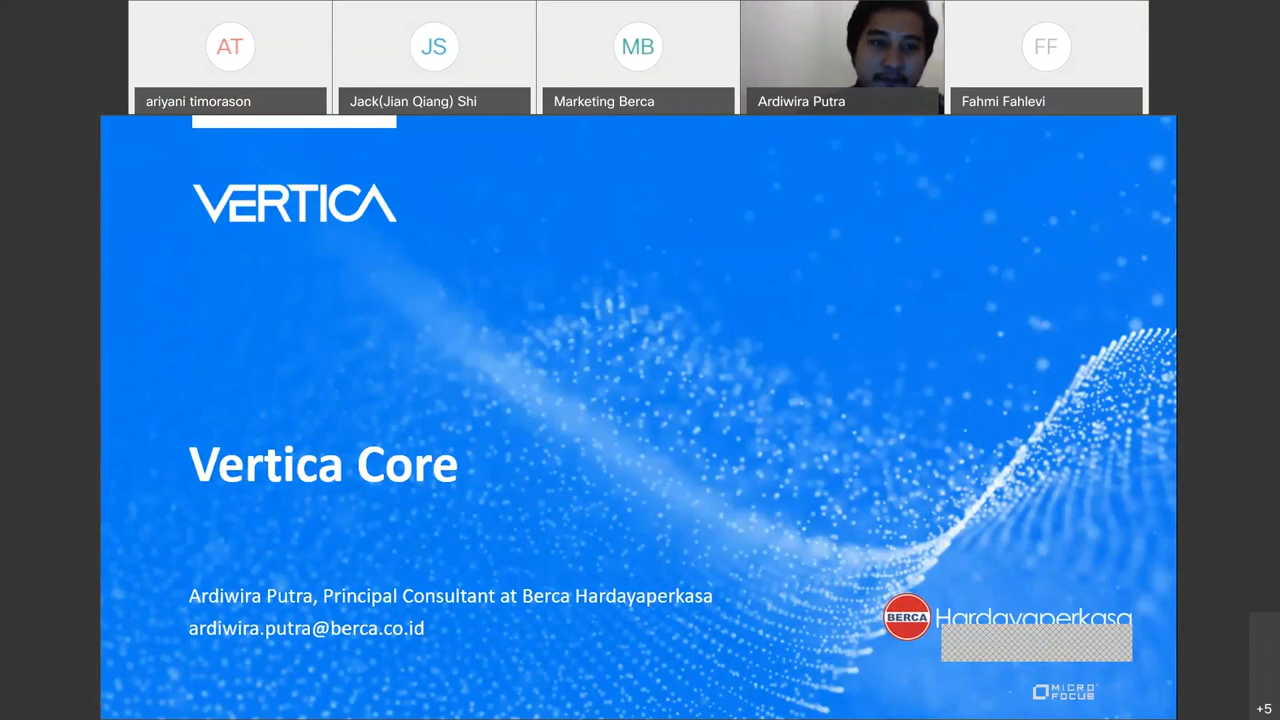 AT
JS
MB
FF
ariyani timorason
Jack(Jian Qiang) Shi
Marketing Berca
Ardiwira Putra
Fahmi Fahlevi
VERTICA
Vertica Core
Ardiwira Putra, Principal Consultant at Berca Hardayaperkasa
ardiwira.putra@berca.co.id
BERCA Hardayaperkasa
MICRO
FOCUS
+5